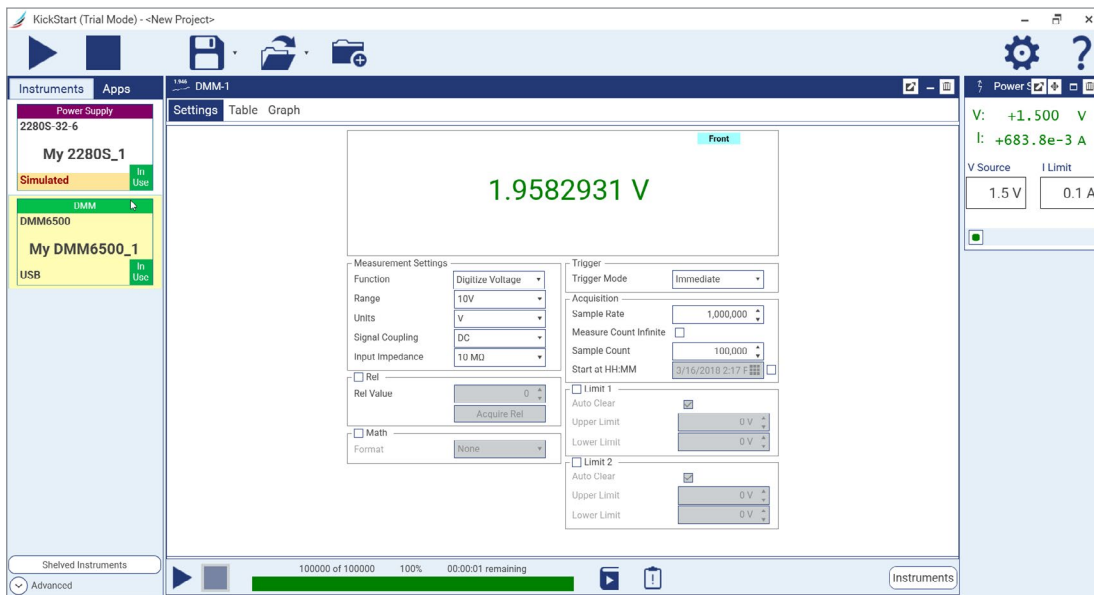 KickStart (Trial Mode) - <New Project>
Instruments Apps
Power Supply
2280S-32-6
My 2280S_1
Simulated
In Use
DMM
DMM6500
My DMM6500_1
USB
In Use
Shelved Instruments
Advanced
1.946 DMM-1
Settings Table Graph
Front
1.9582931 V
Measurement Settings
Function Digitize Voltage
Range 10V
Units V
Signal Coupling DC
Input Impedance 10 MΩ
Rel
Rel Value 0
Acquire Rel
Math
Format None
Trigger
Trigger Mode Immediate
Acquisition
Sample Rate 1,000,000
Measure Count Infinite
Sample Count 100,000
Start at HH:MM 3/16/2018 2:17 P
Limit 1
Auto Clear
Upper Limit 0 V
Lower Limit 0 V
Limit 2
Auto Clear
Upper Limit 0 V
Lower Limit 0 V
100000 of 100000 100% 00:00:01 remaining
Instruments
Power S
V: +1.500 V
I: +683.8e-3 A
V Source I Limit
1.5 V 0.1 A